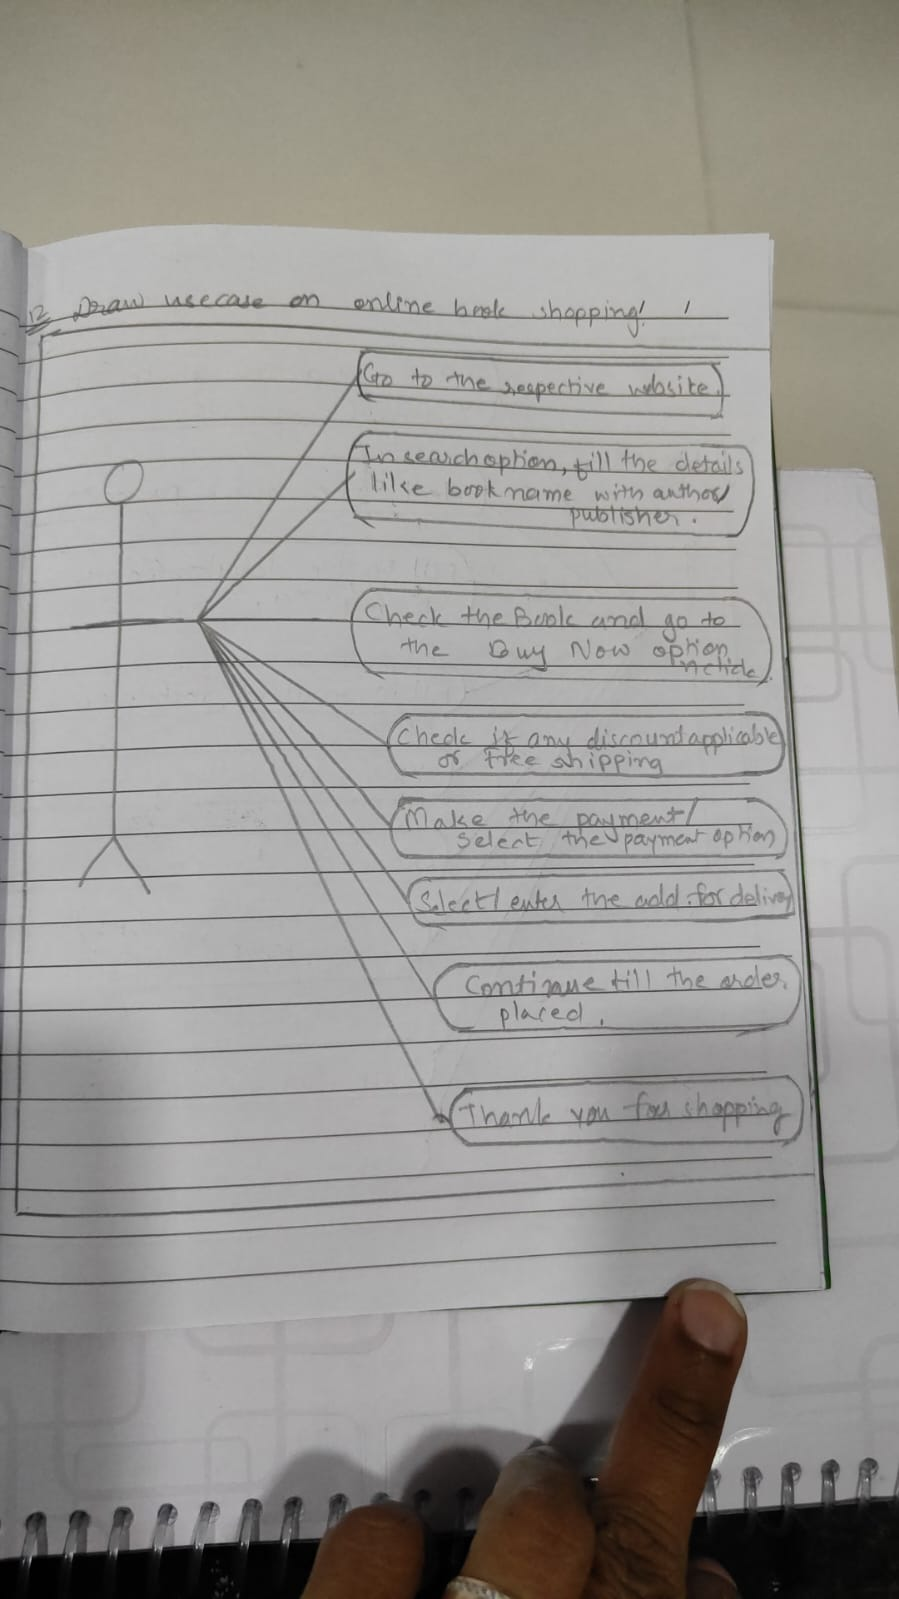 12 Draw usecase on online book shopping!
Go to the respective website.
In search option, fill the details
like book name with author/
publisher.
Check the Book and go to
the Buy Now option
Check if any discount applicable
or free shipping
Make the payment/
Select the payment option
Select/ enter the add. for delivery
Continue till the order
placed.
Thank you for shopping